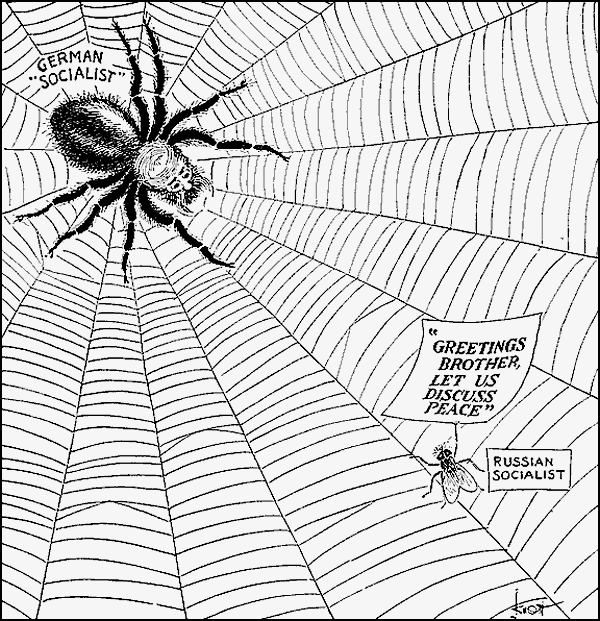 GERMAN
"SOCIALIST"
"GREETINGS
BROTHER,
LET US
DISCUSS
PEACE"
RUSSIAN
SOCIALIST